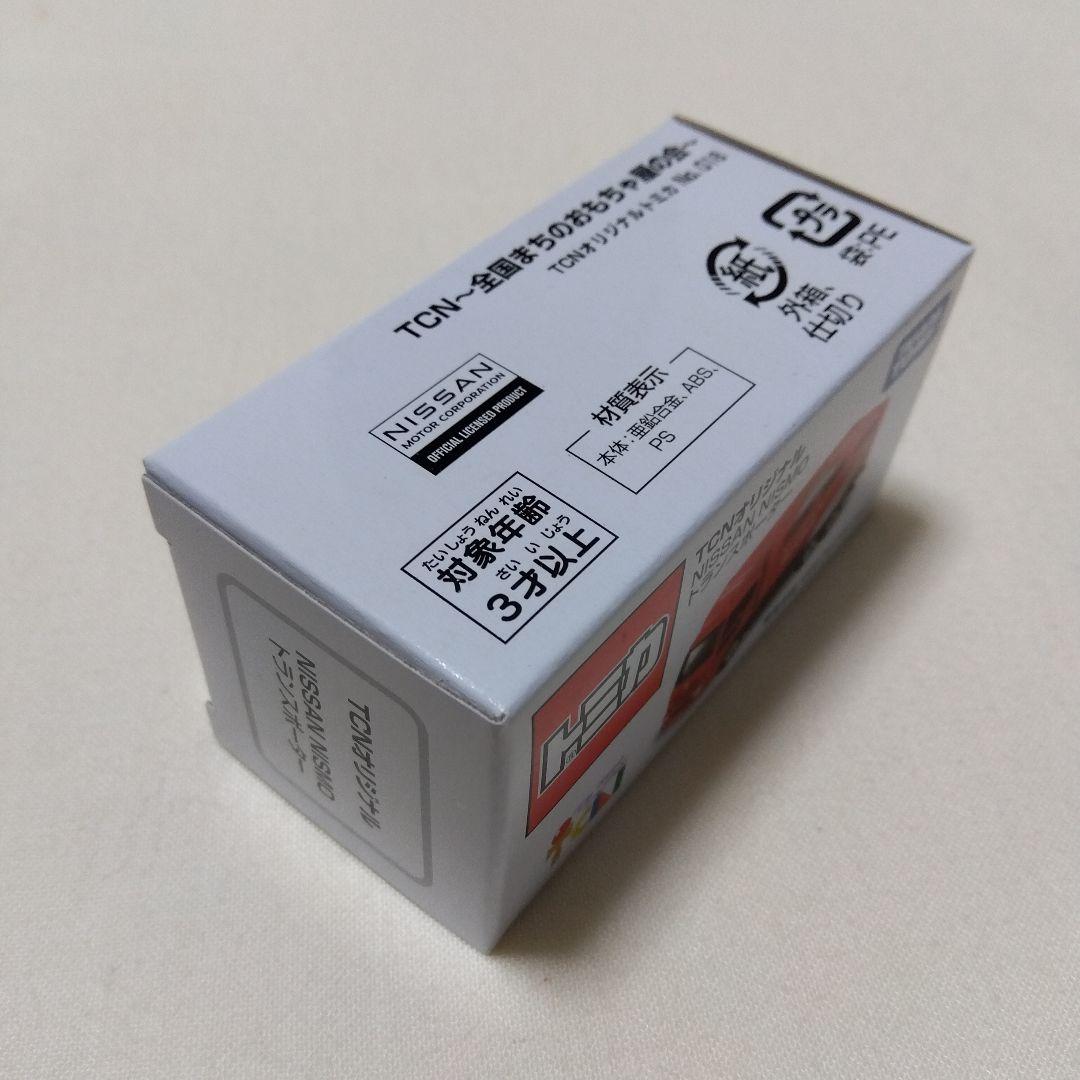 TCN～全国まちのおもちゃ屋の会～
TCNオリジナルトミカ No.018
NISSAN
MOTOR CORPORATION
OFFICIAL LICENSED PRODUCT
たいしょうねんれい
対象年齢
さいいじょう
3才以上
材質表示
本体:亜鉛合金、ABS、
PS
紙
外箱、
仕切り
プラ
袋:PE
トミカ
TCNオリジナル
NISSAN NISMO
トランスポーター
TCNオリジナル
NISSAN NISMO
トランスポーター